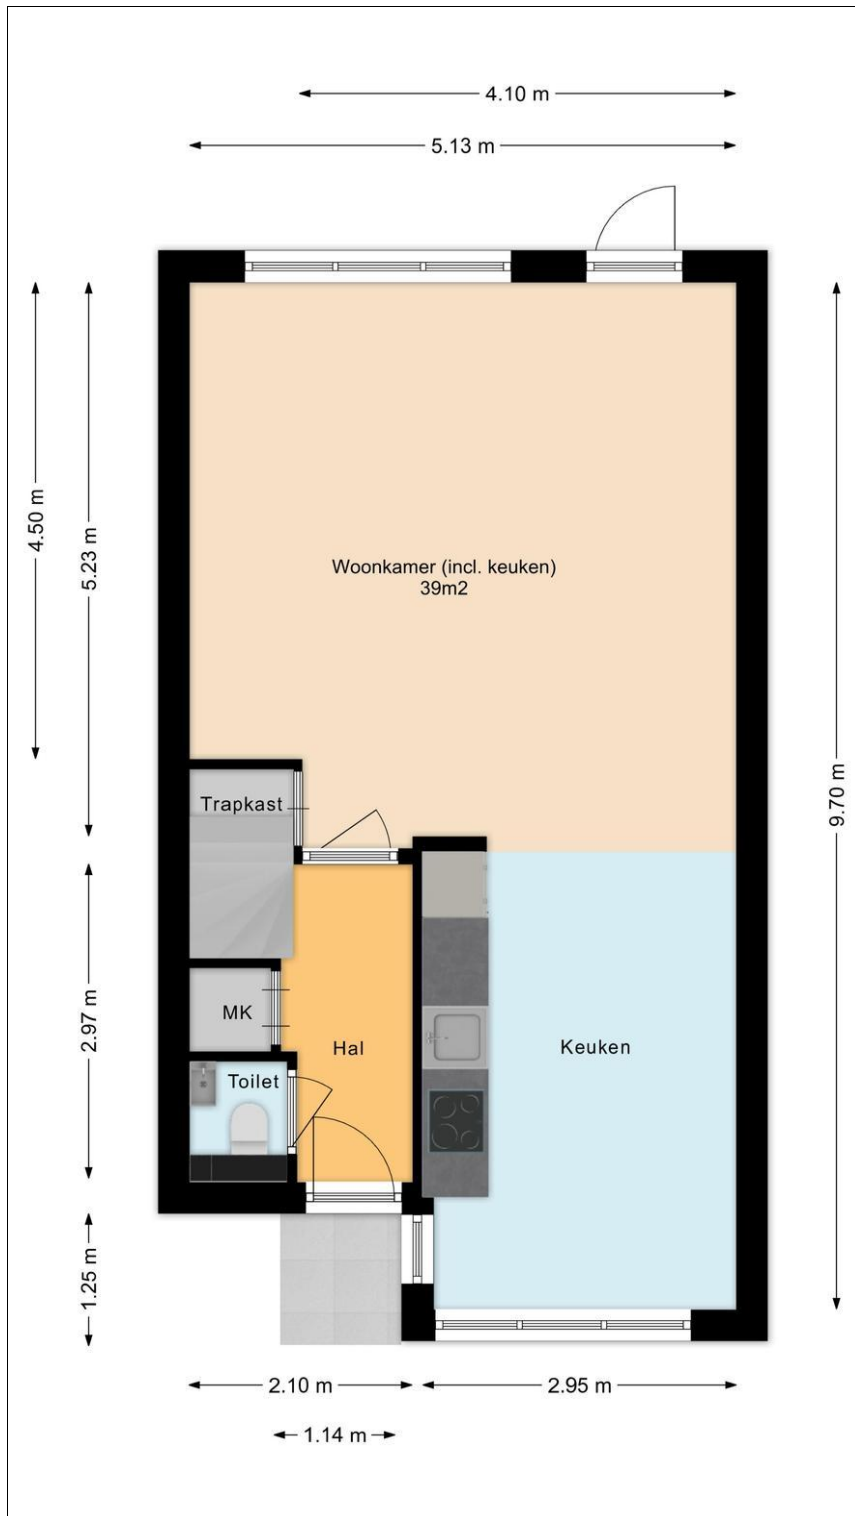 4.10 m
5.13 m
4.50 m
5.23 m
Woonkamer (incl. keuken)
39m2
9.70 m
Trapkast
2.97 m
MK
Hal
Keuken
Toilet
1.25 m
2.10 m
2.95 m
1.14 m